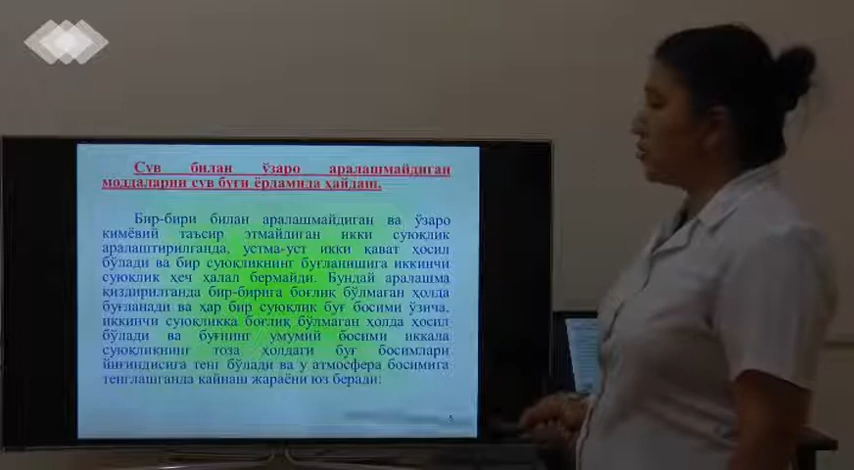 Сув билан ўзаро аралашмайдиган
моддаларни сув буғи ёрдамида ҳайдаш.
Бир-бири билан аралашмайдиган ва ўзаро
кимёвий таъсир этмайдиган икки суюқлик
аралаштирилганда, устма-уст икки қават ҳосил
бўлади ва бир суюқликнинг буғланишига иккинчи
суюқлик ҳеч ҳалал бермайди. Бундай аралашма
қиздирилганда бир-бирига боғлиқ бўлмаган ҳолда
буғланади ва ҳар бир суюқлик буғ босими ўзича,
иккинчи суюқликка боғлиқ бўлмаган ҳолда ҳосил
бўлади ва буғнинг умумий босими иккала
суюқликнинг тоза ҳолдаги буғ босимлари
йиғиндисига тенг бўлади ва у атмосфера босимига
тенглашганда қайнаш жараёни юз беради.
5